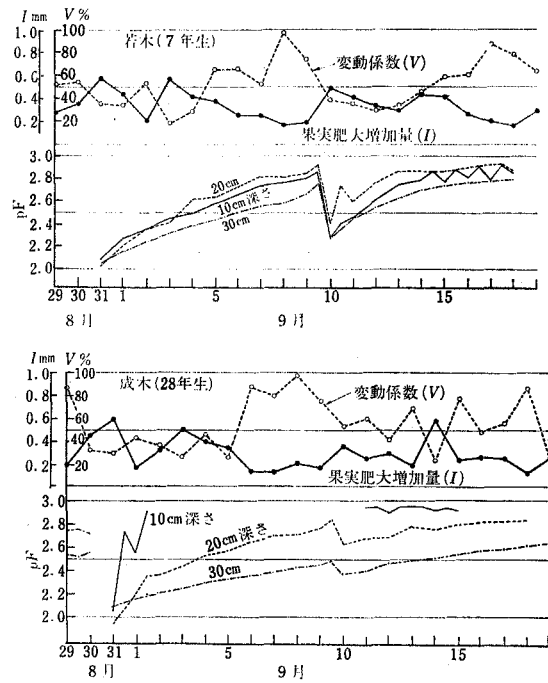 I mm V %
1.0 100
0.8 80
0.6 60
0.4 40
0.2 20
若木(7年生)
変動係数(V)
果実肥大増加量(I)
3.0
2.8
2.6
2.4
2.2
2.0
pF
20cm
10cm深さ
30cm
29 30 31 1 5 10 15
8月 9月
I mm V %
1.0 100
0.8 80
0.6 60
0.4 40
0.2 20
成木(28年生)
変動係数(V)
果実肥大増加量(I)
3.0
2.8
2.6
2.4
2.2
2.0
pF
10cm深さ
20cm深さ
30cm
29 30 31 1 5 10 15
8月 9月